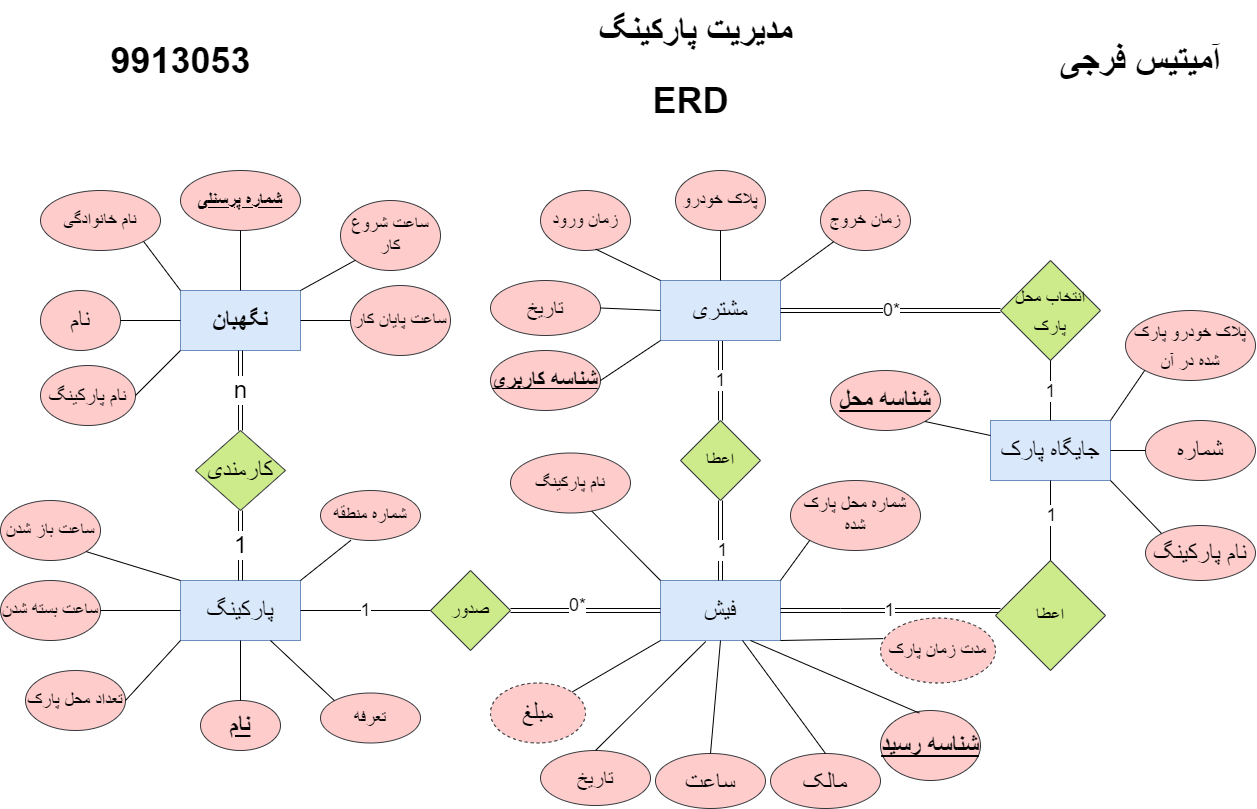 مدیریت پارکینگ
آمیتیس فرجی
9913053
ERD
شماره پرسنلی
نام خانوادگی
ساعت شروع
کار
نام
نگهبان
ساعت پایان کار
نام پارکینگ
n
کارمندی
1
ساعت باز شدن
شماره منطقه
ساعت بسته شدن
پارکینگ
تعداد محل پارک
نام
تعرفه
1
صدور
0*
زمان ورود
پلاک خودرو
زمان خروج
تاریخ
مشتری
شناسه کاربری
0*
انتخاب محل
پارک
1
1
اعطا
1
پلاک خودرو پارک
شده در آن
شناسه محل
جایگاه پارک
شماره
نام پارکینگ
1
نام پارکینگ
شماره محل پارک
شده
فیش
1
اعطا
مدت زمان پارک
مبلغ
تاریخ
ساعت
مالک
شناسه رسید